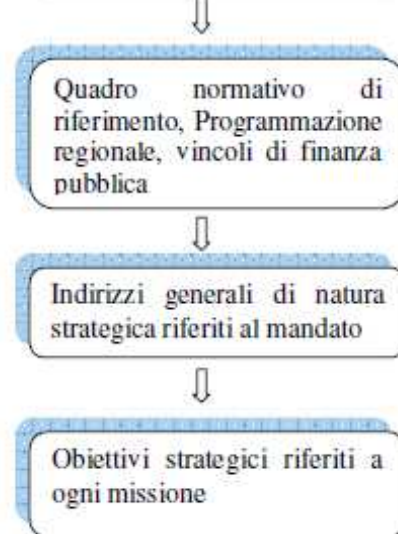 Quadro normativo di
riferimento, Programmazione
regionale, vincoli di finanza
pubblica
Indirizzi generali di natura
strategica riferiti al mandato
Obiettivi strategici riferiti a
ogni missione